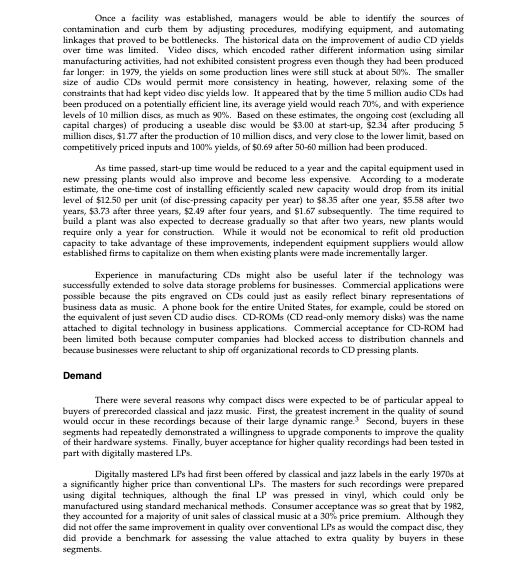 Once a facility was established, managers would be able to identify the sources of
contamination and curb them by adjusting procedures, modifying equipment, and automating
linkages that proved to be bottlenecks. The historical data on the improvement of audio CD yields
over time was limited. Video discs, which encoded rather different information using similar
manufacturing activities, had not exhibited consistent progress even though they had been produced
far longer: in 1979, the yields on some production lines were still stuck at about 50%. The smaller
size of audio CDs would permit more consistency in heating, however, relaxing some of the
constraints that had kept video disc yields low. It appeared that by the time 5 million audio CDs had
been produced on a potentially efficient line, its average yield would reach 70%, and with experience
levels of 10 million discs, as much as 90%. Based on these estimates, the ongoing cost (excluding all
capital charges) of producing a useable disc would be $3.00 at start-up, $2.34 after producing 5
million discs, $1.77 after the production of 10 million discs, and very close to the lower limit, based on
competitively priced inputs and 100% yields, of $0.69 after 50-60 million had been produced.
As time passed, start-up time would be reduced to a year and the capital equipment used in
new pressing plants would also improve and become less expensive. According to a moderate
estimate, the one-time cost of installing efficiently scaled new capacity would drop from its initial
level of $12.50 per unit (of disc-pressing capacity per year) to $8.35 after one year, $5.58 after two
years, $3.73 after three years, $2.49 after four years, and $1.67 subsequently. The time required to
build a plant was also expected to decrease gradually so that after two years, new plants would
require only a year for construction. While it would not be economical to refit old production
capacity to take advantage of these improvements, independent equipment suppliers would allow
established firms to capitalize on them when existing plants were made incrementally larger.
Experience in manufacturing CDs might also be useful later if the technology was
successfully extended to solve data storage problems for businesses. Commercial applications were
possible because the pits engraved on CDs could just as easily reflect binary representations of
business data as music. A phone book for the entire United States, for example, could be stored on
the equivalent of just seven CD audio discs. CD-ROMs (CD read-only memory disks) was the name
attached to digital technology in business applications. Commercial acceptance for CD-ROM had
been limited both because computer companies had blocked access to distribution channels and
because businesses were reluctant to ship off organizational records to CD pressing plants.
Demand
There were several reasons why compact discs were expected to be of particular appeal to
buyers of prerecorded classical and jazz music. First, the greatest increment in the quality of sound
would occur in these recordings because of their large dynamic range.3 Second, buyers in these
segments had repeatedly demonstrated a willingness to upgrade components to improve the quality
of their hardware systems. Finally, buyer acceptance for higher quality recordings had been tested in
part with digitally mastered LPs.
Digitally mastered LPs had first been offered by classical and jazz labels in the early 1970s at
a significantly higher price than conventional LPs. The masters for such recordings were prepared
using digital techniques, although the final LP was pressed in vinyl, which could only be
manufactured using standard mechanical methods. Consumer acceptance was so great that by 1982,
they accounted for a majority of unit sales of classical music at a 30% price premium. Although they
did not offer the same improvement in quality over conventional LPs as would the compact disc, they
did provide a benchmark for assessing the value attached to extra quality by buyers in these
segments.